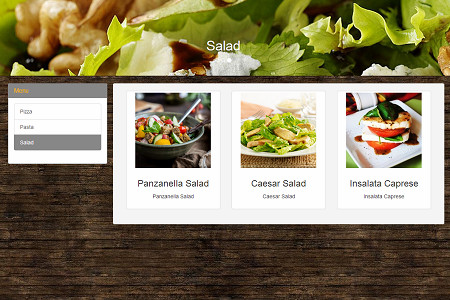 Salad
Menu
Pizza
Pasta
Salad
Panzanella Salad
Panzanella Salad
Caesar Salad
Caesar Salad
Insalata Caprese
Insalata Caprese